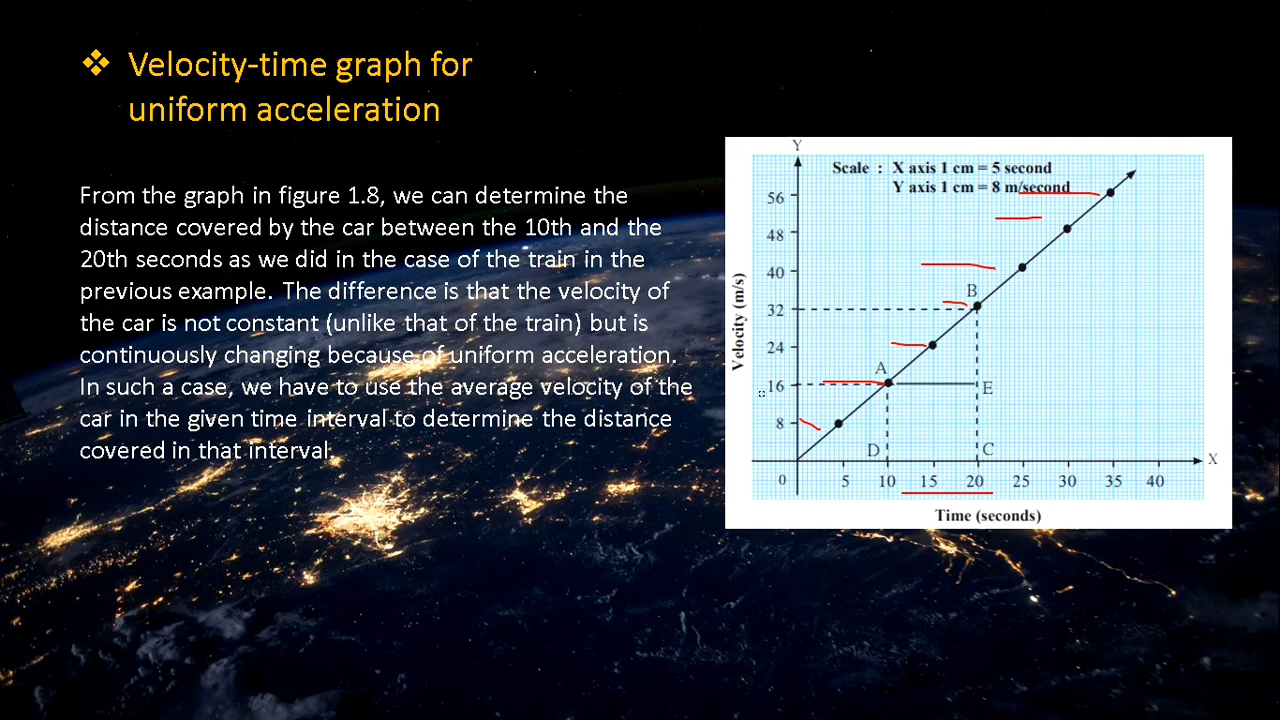 ❖ Velocity-time graph for
uniform acceleration
From the graph in figure 1.8, we can determine the
distance covered by the car between the 10th and the
20th seconds as we did in the case of the train in the
previous example. The difference is that the velocity of
the car is not constant (unlike that of the train) but is
continuously changing because of uniform acceleration.
In such a case, we have to use the average velocity of the
car in the given time interval to determine the distance
covered in that interval.
Y
Scale : X axis 1 cm = 5 second
Y axis 1 cm = 8 m/second
56
48
40
32
24
16
8
Velocity (m/s)
B
A
E
D
C
X
0 5 10 15 20 25 30 35 40
Time (seconds)